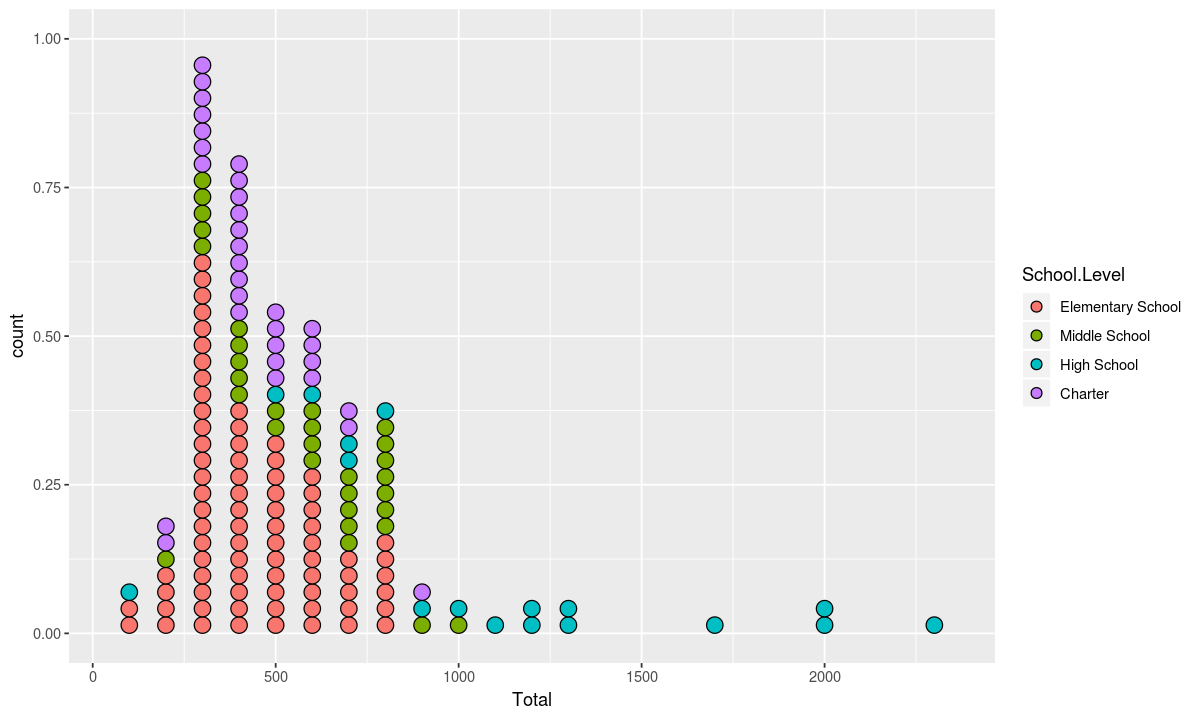 1.00
0.75
0.50
0.25
0.00
count
0 500 1000 1500 2000
Total
School.Level
Elementary School
Middle School
High School
Charter